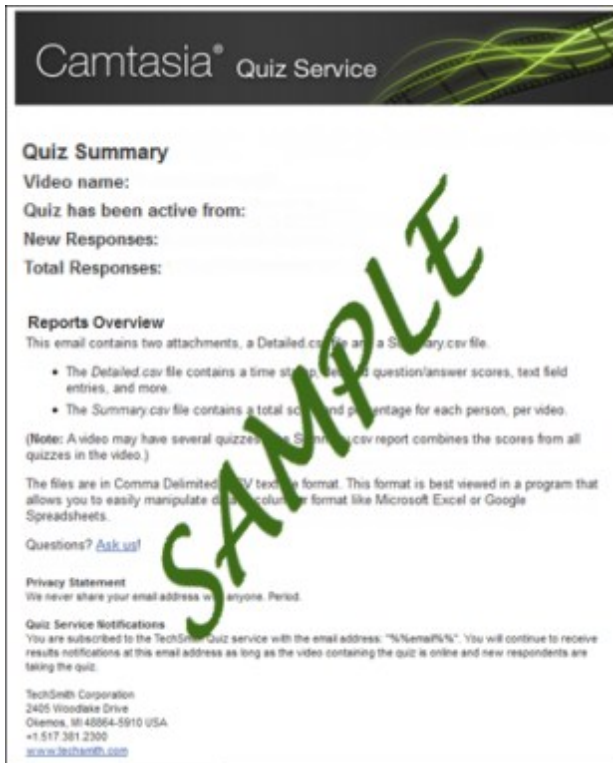 Camtasia® Quiz Service
Quiz Summary
Video name:
Quiz has been active from:
New Responses:
Total Responses:
Reports Overview
This email contains two attachments, a Detailed.csv file and a Summary.csv file.
• The Detailed.csv file contains a time stamp, question/answer scores, text field
entries, and more.
• The Summary.csv file contains a total score and percentage for each person, per video.
(Note: A video may have several quizzes. The Summary.csv report combines the scores from all
quizzes in the video.)
The files are in Comma Delimited CSV text file format. This format is best viewed in a program that
allows you to easily manipulate data in column format like Microsoft Excel or Google
Spreadsheets.
Questions? Ask us!
Privacy Statement
We never share your email address with anyone. Period.
Quiz Service Notifications
You are subscribed to the TechSmith Quiz service with the email address: "%%email%%". You will continue to receive
results notifications at this email address as long as the video containing the quiz is online and new respondents are
taking the quiz.
TechSmith Corporation
2405 Woodlake Drive
Okemos, MI 48864-5910 USA
+1.517.381.2300
www.techsmith.com
SAMPLE